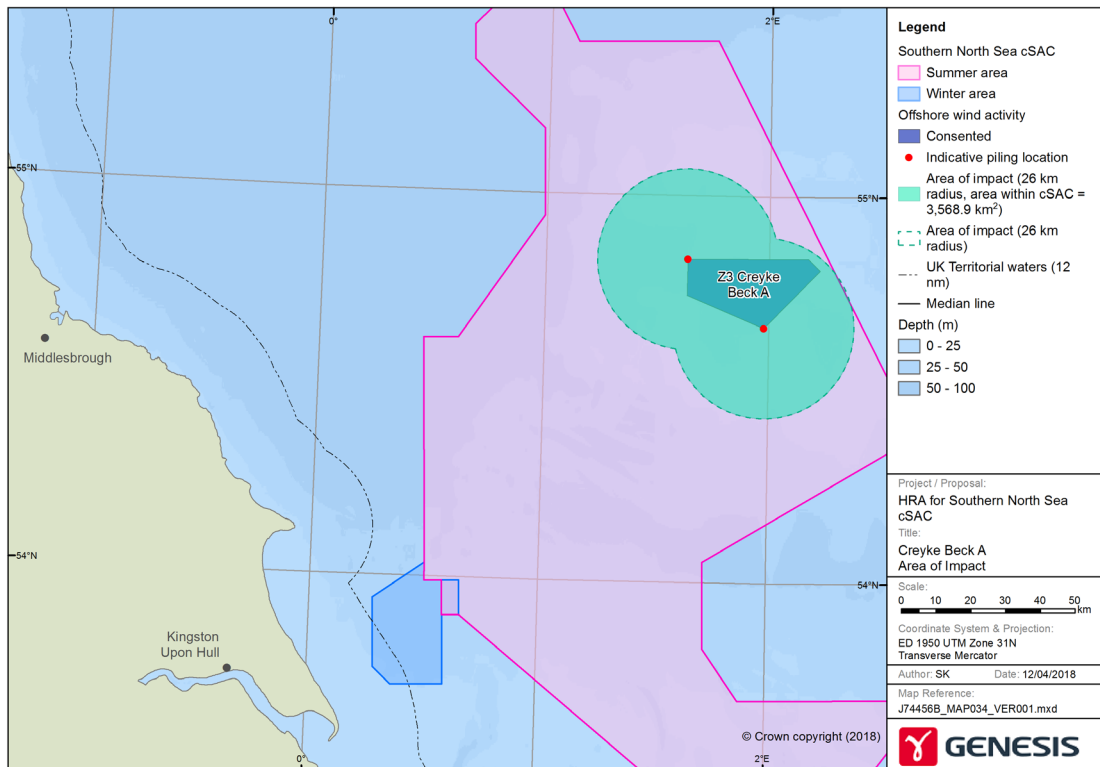 0°
2°E
55°N
55°N
Z3 Creyke
Beck A
Middlesbrough
54°N
54°N
Kingston
Upon Hull
© Crown copyright (2018)
0°
2°E
Legend
Southern North Sea cSAC
Summer area
Winter area
Offshore wind activity
Consented
Indicative piling location
Area of impact (26 km
radius, area within cSAC =
3,568.9 km²)
Area of impact (26 km
radius)
UK Territorial waters (12
nm)
Median line
Depth (m)
0 - 25
25 - 50
50 - 100
Project / Proposal:
HRA for Southern North Sea
cSAC
Title:
Creyke Beck A
Area of Impact
Scale:
0 10 20 30 40 50
km
Coordinate System & Projection:
ED 1950 UTM Zone 31N
Transverse Mercator
Author: SK Date: 12/04/2018
Map Reference:
J74456B_MAP034_VER001.mxd
GENESIS